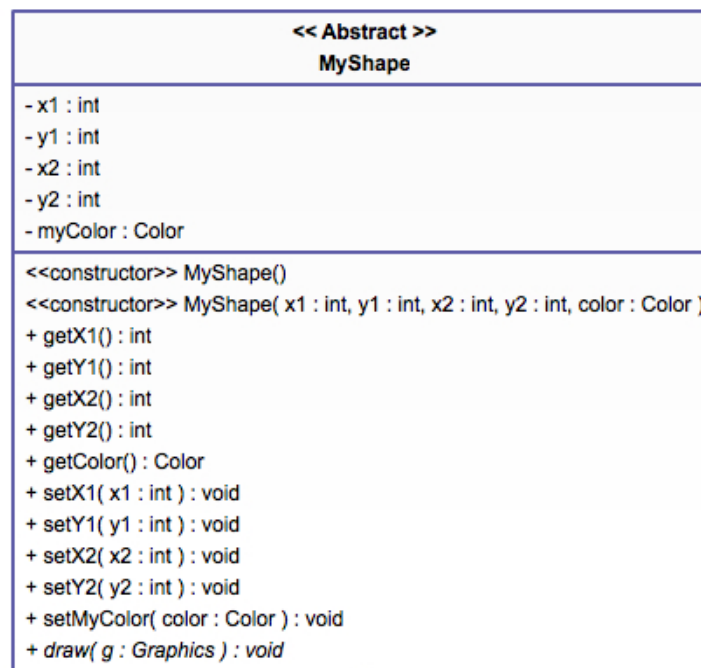 << Abstract >>
MyShape
- x1 : int
- y1 : int
- x2 : int
- y2 : int
- myColor : Color
<<constructor>> MyShape()
<<constructor>> MyShape( x1 : int, y1 : int, x2 : int, y2 : int, color : Color )
+ getX1() : int
+ getY1() : int
+ getX2() : int
+ getY2() : int
+ getColor() : Color
+ setX1( x1 : int ) : void
+ setY1( y1 : int ) : void
+ setX2( x2 : int ) : void
+ setY2( y2 : int ) : void
+ setMyColor( color : Color ) : void
+ draw( g : Graphics ) : void